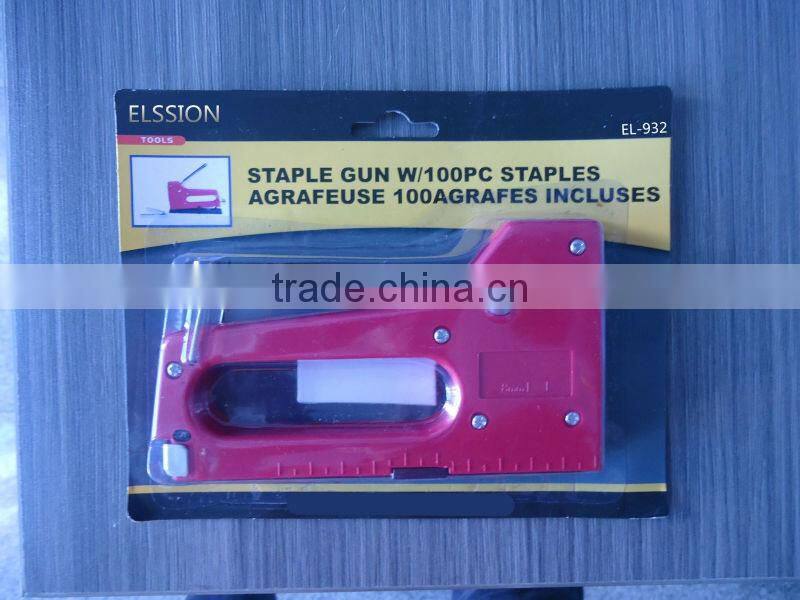 ELSSION
EL-932
TOOLS
STAPLE GUN W/100PC STAPLES
AGRAFEUSE 100AGRAFES INCLUSES
trade.china.cn